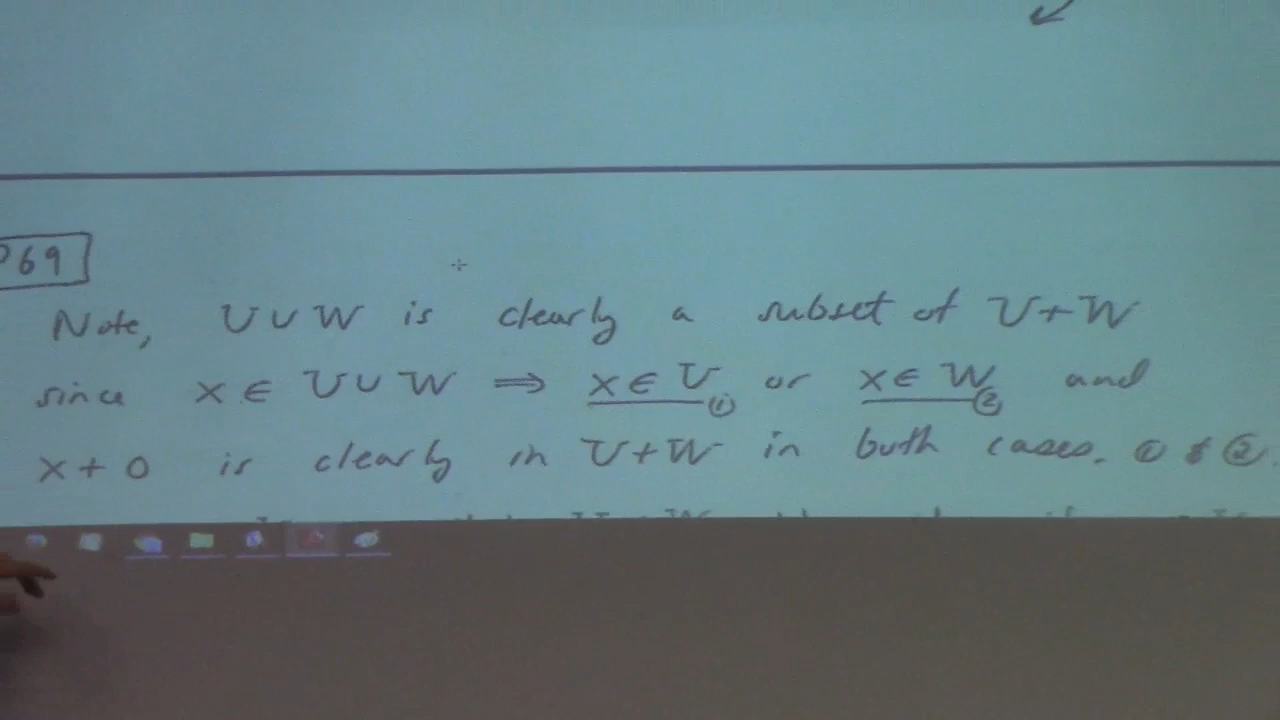 P69
Note, U∪W is clearly a subset of U+W
since x ∈ U∪W ⟹ x∈U ① or x∈W ② and
x+0 is clearly in U+W in both cases. ① & ②.